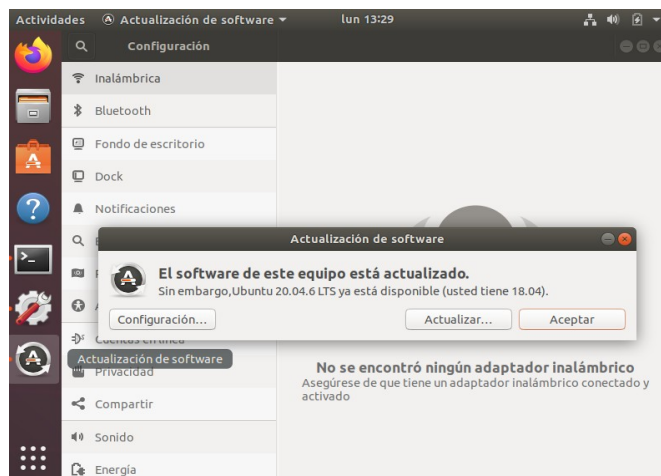 Actividades
Actualización de software
lun 13:29
Configuración
Inalámbrica
Bluetooth
Fondo de escritorio
Dock
Notificaciones
Actualización de software
El software de este equipo está actualizado.
Sin embargo,Ubuntu 20.04.6 LTS ya está disponible (usted tiene 18.04).
Configuración...
Actualizar...
Aceptar
Cuentas en línea
Actualización de software
Privacidad
No se encontró ningún adaptador inalámbrico
Asegúrese de que tiene un adaptador inalámbrico conectado y
activado
Compartir
Sonido
Energía